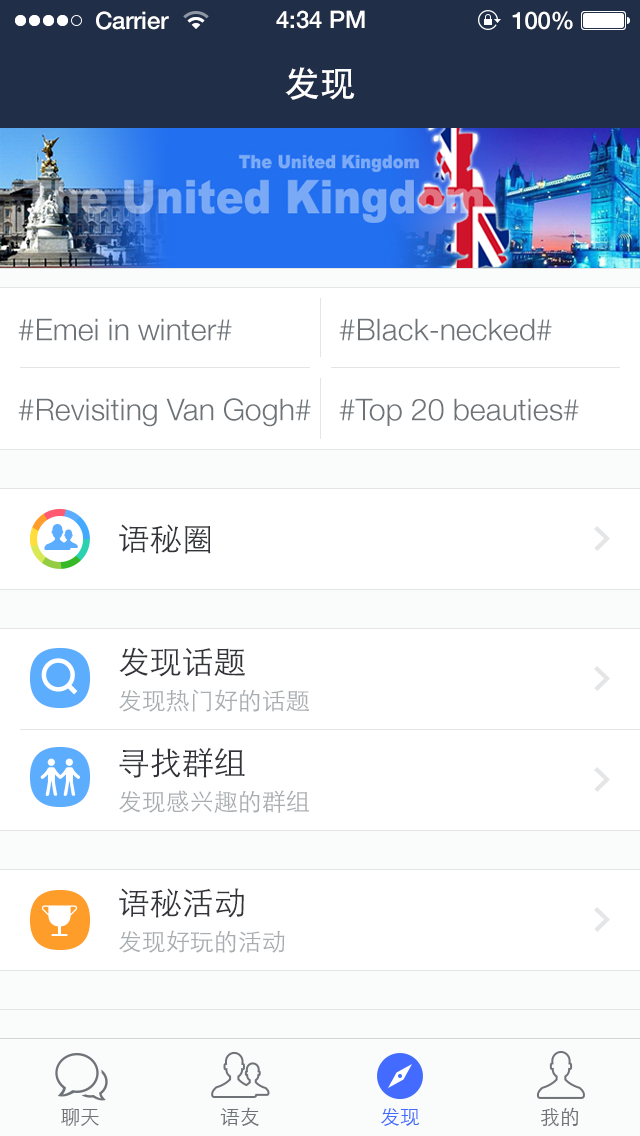 Carrier 4:34 PM 100%
发现
The United Kingdom
The United Kingdom
#Emei in winter# #Black-necked#
#Revisiting Van Gogh# #Top 20 beauties#
语秘圈
发现话题
发现热门好的话题
寻找群组
发现感兴趣的群组
语秘活动
发现好玩的活动
聊天 语友 发现 我的